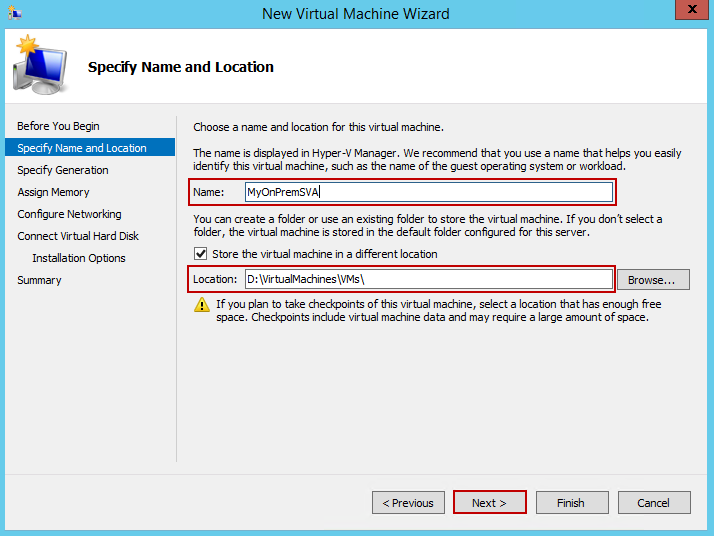 New Virtual Machine Wizard
x
Specify Name and Location
Before You Begin
Specify Name and Location
Specify Generation
Assign Memory
Configure Networking
Connect Virtual Hard Disk
Installation Options
Summary
Choose a name and location for this virtual machine.
The name is displayed in Hyper-V Manager. We recommend that you use a name that helps you easily
identify this virtual machine, such as the name of the guest operating system or workload.
Name: MyOnPremSVA
You can create a folder or use an existing folder to store the virtual machine. If you don't select a
folder, the virtual machine is stored in the default folder configured for this server.
Store the virtual machine in a different location
Location: D:\VirtualMachines\VMs\ Browse...
If you plan to take checkpoints of this virtual machine, select a location that has enough free
space. Checkpoints include virtual machine data and may require a large amount of space.
< Previous Next > Finish Cancel